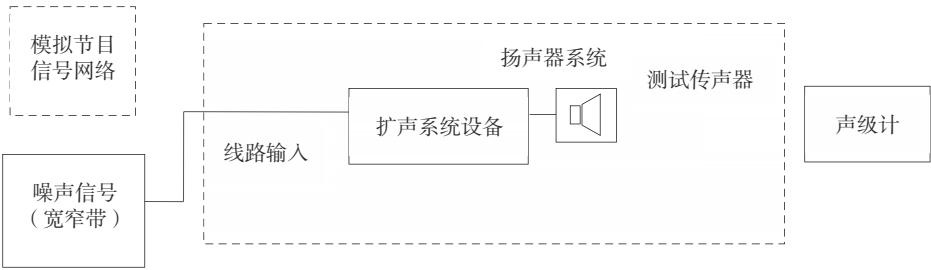 模拟节目
信号网络
扬声器系统
测试传声器
扩声系统设备
声级计
线路输入
噪声信号
（宽窄带）